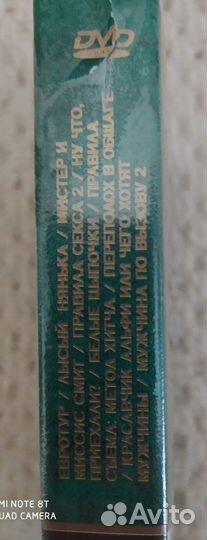 DVD
ЕВРОТУР / ЛЫСЫЙ НЯНЬКА / МИСТЕР И
МИССИС СМИТ / ПРАВИЛА СЕКСА 2 / НУ ЧТО,
ПРИЕХАЛИ? / БЕЛЫЕ ЦЫПОЧКИ / ПРАВИЛА
СЪЕМА: МЕТОД ХИТЧА / ПЕРЕПОЛОХ В ОБЩАГЕ
/ КРАСАВЧИК АЛЬФИ ИЛИ ЧЕГО ХОТЯТ
МУЖЧИНЫ / МУЖЧИНА ПО ВЫЗОВУ 2
MI NOTE 8T
QUAD CAMERA
Avito